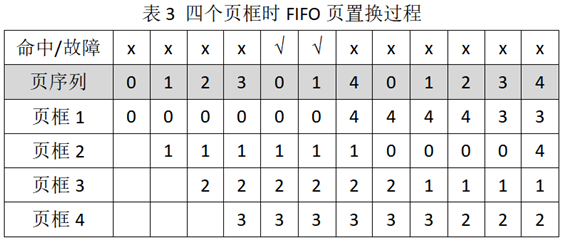 表 3 四个页框时 FIFO 页置换过程
命中/故障 x x x x √ √ x x x x x x
页序列 0 1 2 3 0 1 4 0 1 2 3 4
页框 1 0 0 0 0 0 0 4 4 4 4 3 3
页框 2 1 1 1 1 1 1 0 0 0 0 4
页框 3 2 2 2 2 2 2 1 1 1 1
页框 4 3 3 3 3 3 3 2 2 2